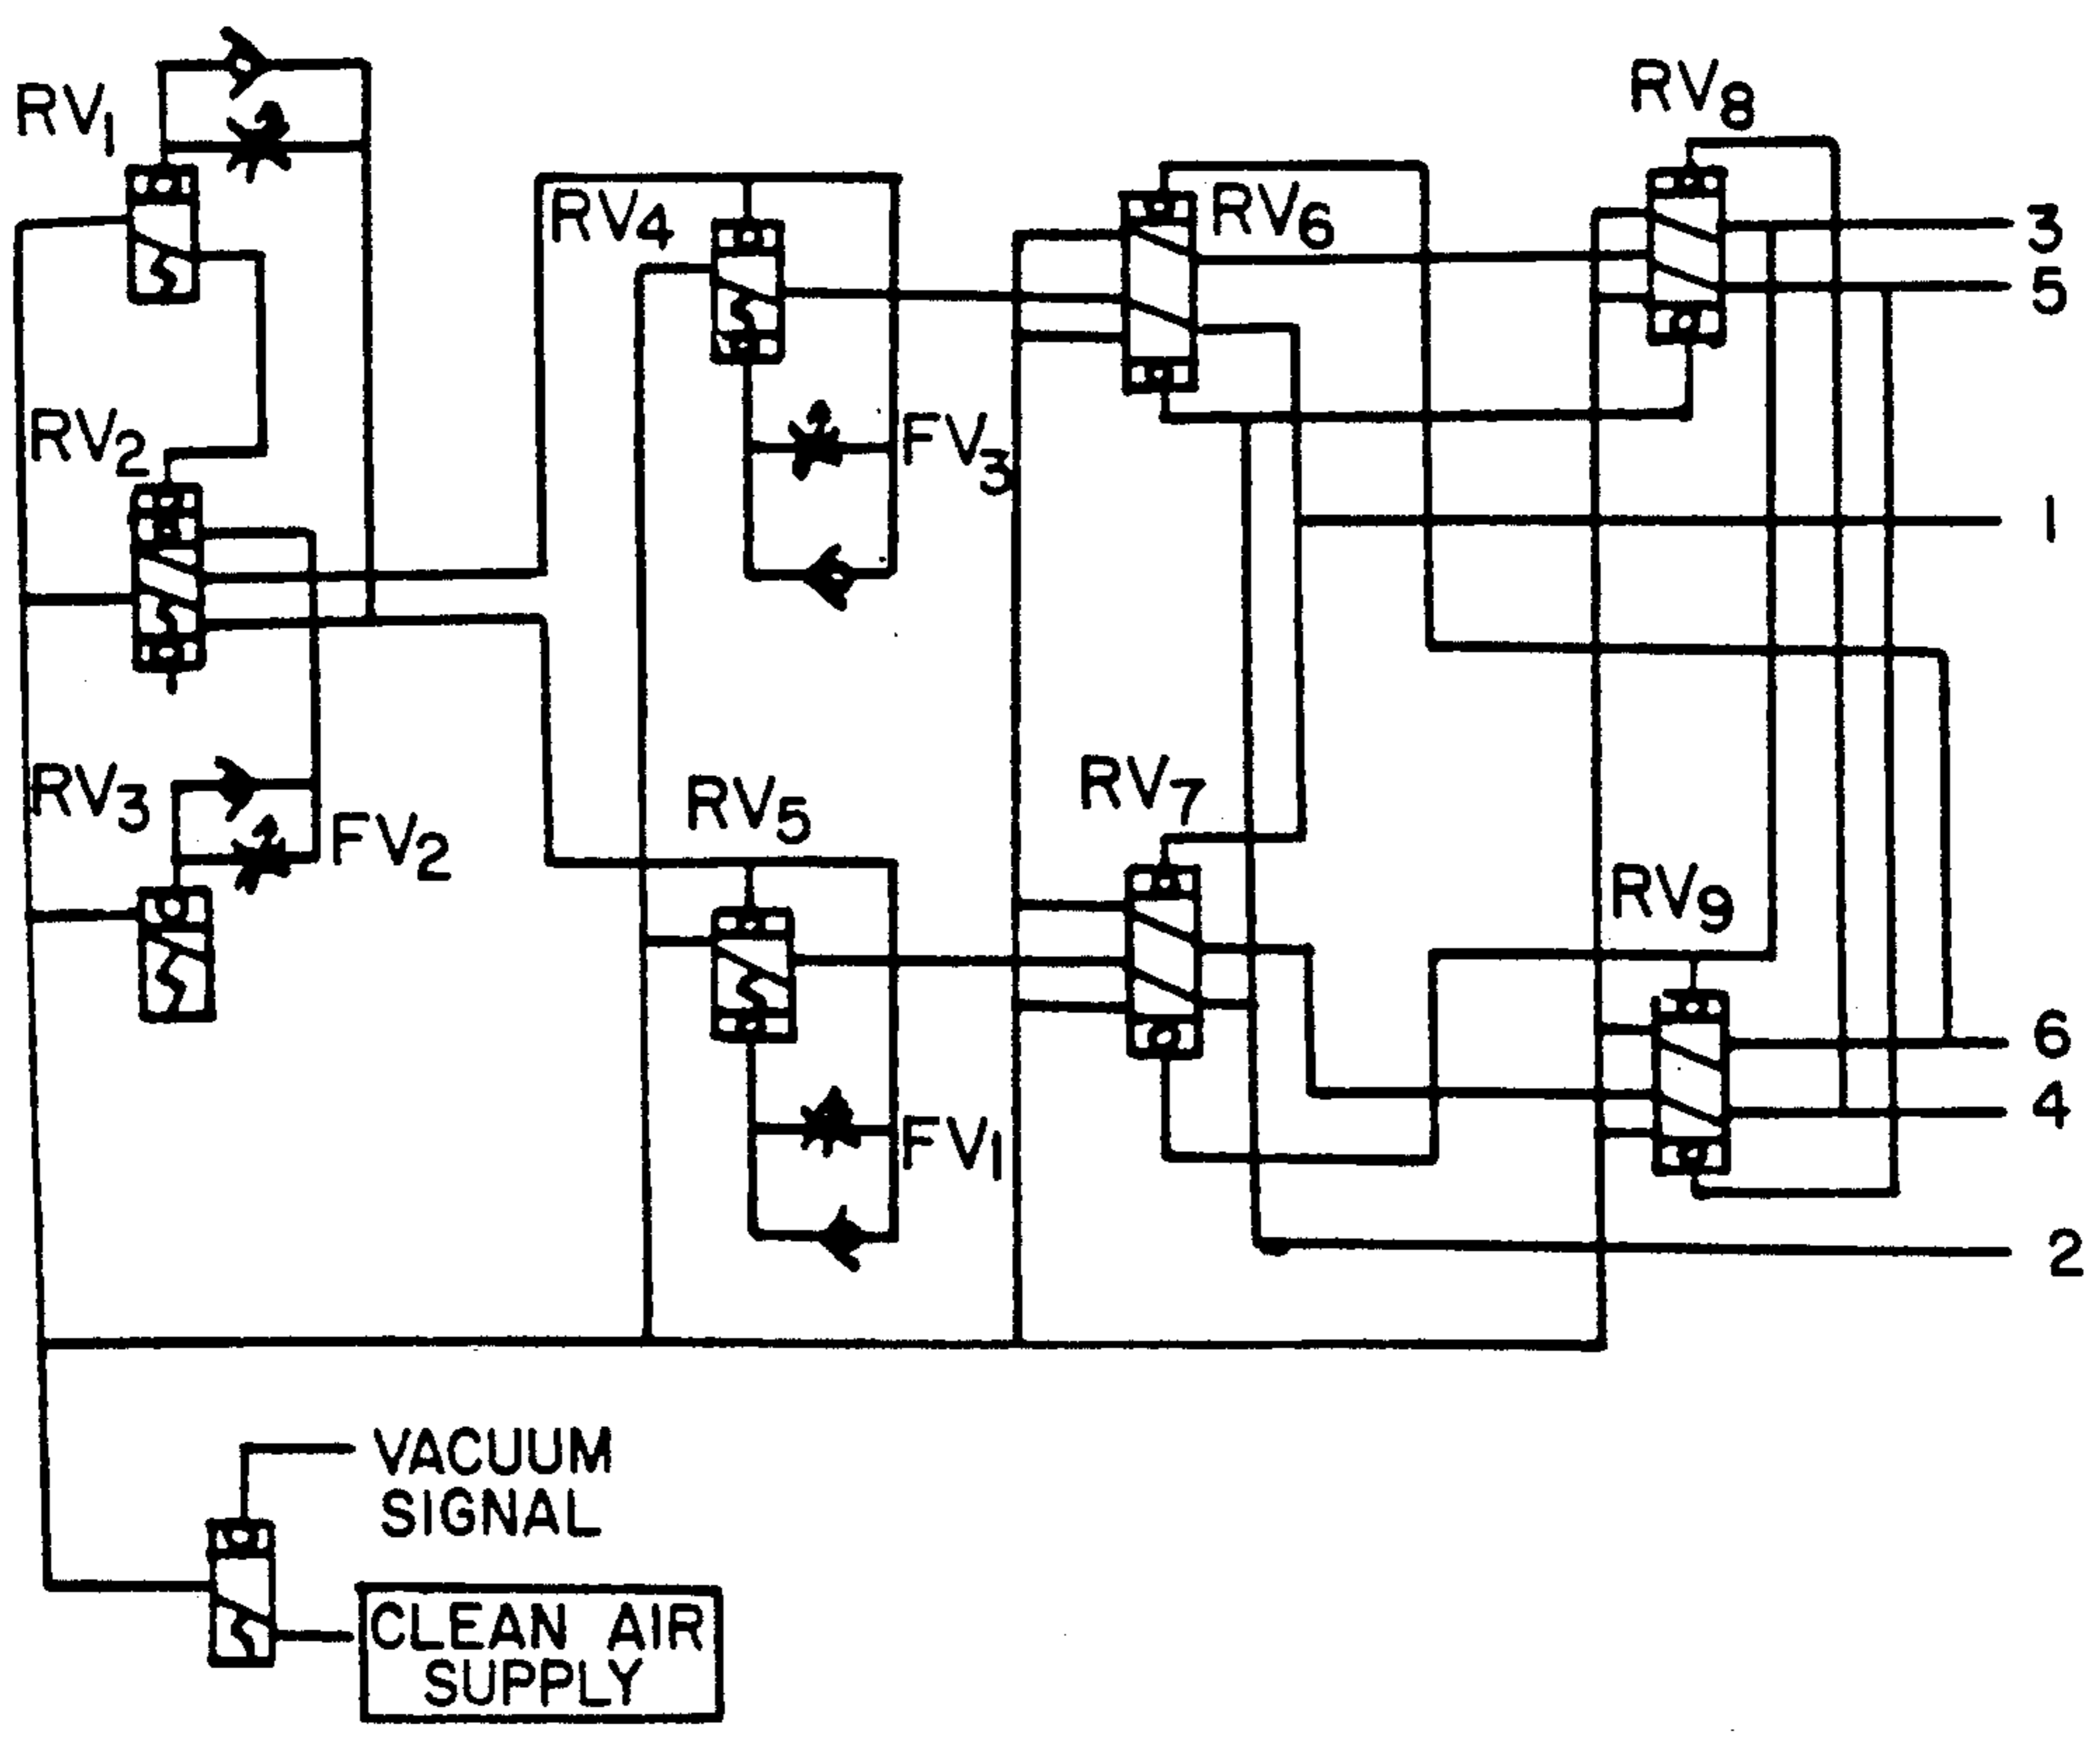 RV1
RV8
RV4
RV6
3
5
RV2
FV3
1
RV3
FV2
RV5
RV7
RV9
6
4
FV1
2
VACUUM
SIGNAL
CLEAN AIR
SUPPLY